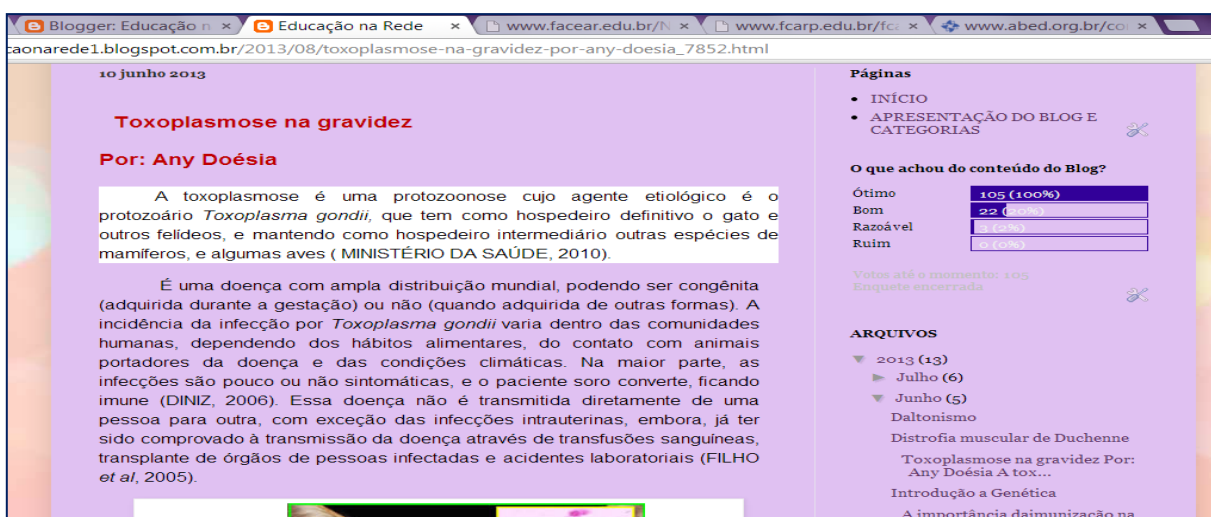 Blogger: Educação n
Educação na Rede
www.facear.edu.br/N
www.fcarp.edu.br/fca
www.abed.org.br/co
caonarede1.blogspot.com.br/2013/08/toxoplasmose-na-gravidez-por-any-doesia_7852.html
10 junho 2013
Toxoplasmose na gravidez
Por: Any Doésia
A toxoplasmose é uma protozoonose cujo agente etiológico é o
protozoário Toxoplasma gondii, que tem como hospedeiro definitivo o gato e
outros felídeos, e mantendo como hospedeiro intermediário outras espécies de
mamíferos, e algumas aves ( MINISTÉRIO DA SAÚDE, 2010).
É uma doença com ampla distribuição mundial, podendo ser congênita
(adquirida durante a gestação) ou não (quando adquirida de outras formas). A
incidência da infecção por Toxoplasma gondii varia dentro das comunidades
humanas, dependendo dos hábitos alimentares, do contato com animais
portadores da doença e das condições climáticas. Na maior parte, as
infecções são pouco ou não sintomáticas, e o paciente soro converte, ficando
imune (DINIZ, 2006). Essa doença não é transmitida diretamente de uma
pessoa para outra, com exceção das infecções intrauterinas, embora, já ter
sido comprovado à transmissão da doença através de transfusões sanguíneas,
transplante de órgãos de pessoas infectadas e acidentes laboratoriais (FILHO
et al, 2005).
Páginas
INÍCIO
APRESENTAÇÃO DO BLOG E
CATEGORIAS
O que achou do conteúdo do Blog?
Ótimo 105 (100%)
Bom 22 (20%)
Razoável 3 (2%)
Ruim 0 (0%)
Votos até o momento: 105
Enquete encerrada
ARQUIVOS
2013 (13)
Julho (6)
Junho (5)
Daltonismo
Distrofia muscular de Duchenne
Toxoplasmose na gravidez Por:
Any Doésia A tox...
Introdução a Genética
A importância daimunização na